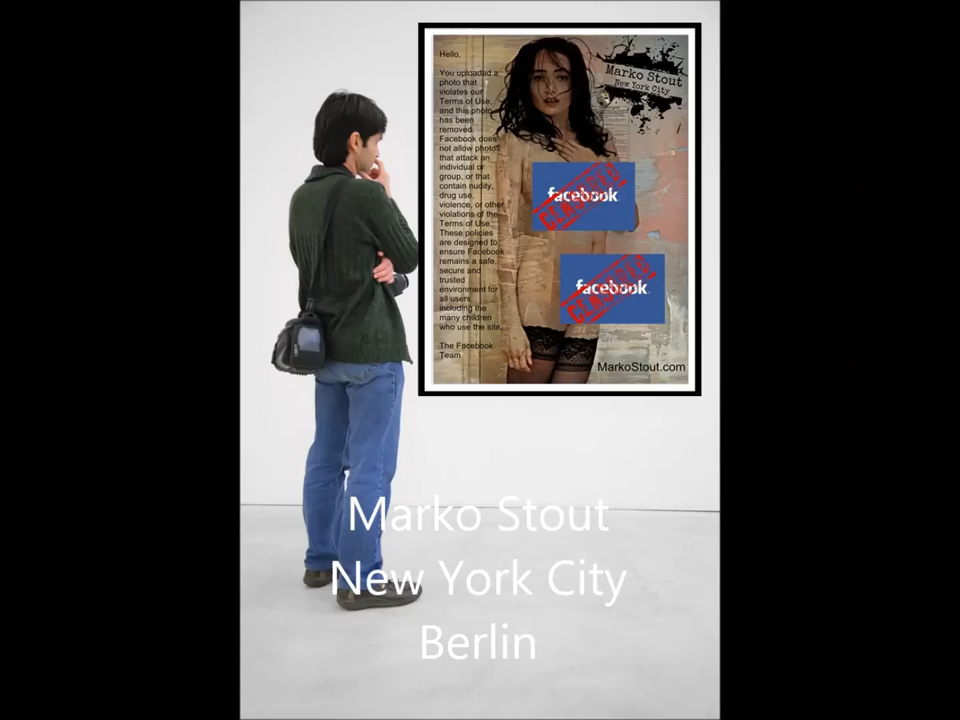 Hello,
You uploaded a
photo that
violates our
Terms of Use,
and this photo
has been
removed
Facebook does
not allow photos
that attack an
individual or
group, or that
contain nudity,
drug use,
violence, or other
violations of the
Terms of Use.
These policies
are designed to
ensure Facebook
remains a safe,
secure and
trusted
environment for
all users,
including the
many children
who use the site.
The Facebook
Team
Marko Stout
New York City
facebook
CENSORED
facebook
CENSORED
MarkoStout.com
Marko Stout
New York City
Berlin